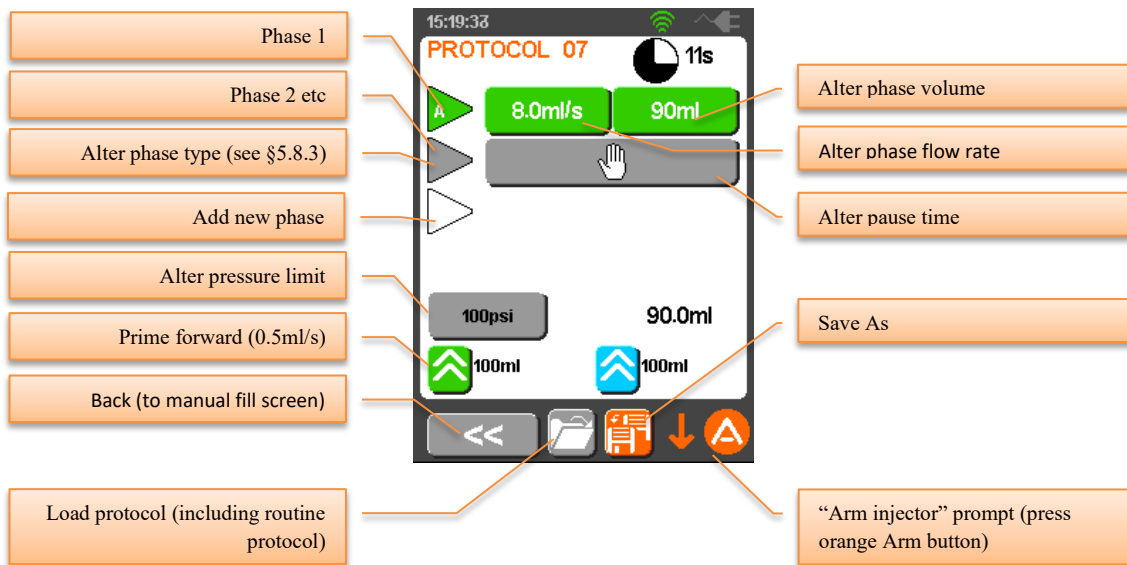 Phase 1
Phase 2 etc
Alter phase type (see §5.8.3)
Add new phase
Alter pressure limit
Prime forward (0.5ml/s)
Back (to manual fill screen)
Load protocol (including routine
protocol)
15:19:33
PROTOCOL 07
11s
A
8.0ml/s
90ml
100psi
90.0ml
100ml
100ml
<<
Alter phase volume
Alter phase flow rate
Alter pause time
Save As
“Arm injector” prompt (press
orange Arm button)